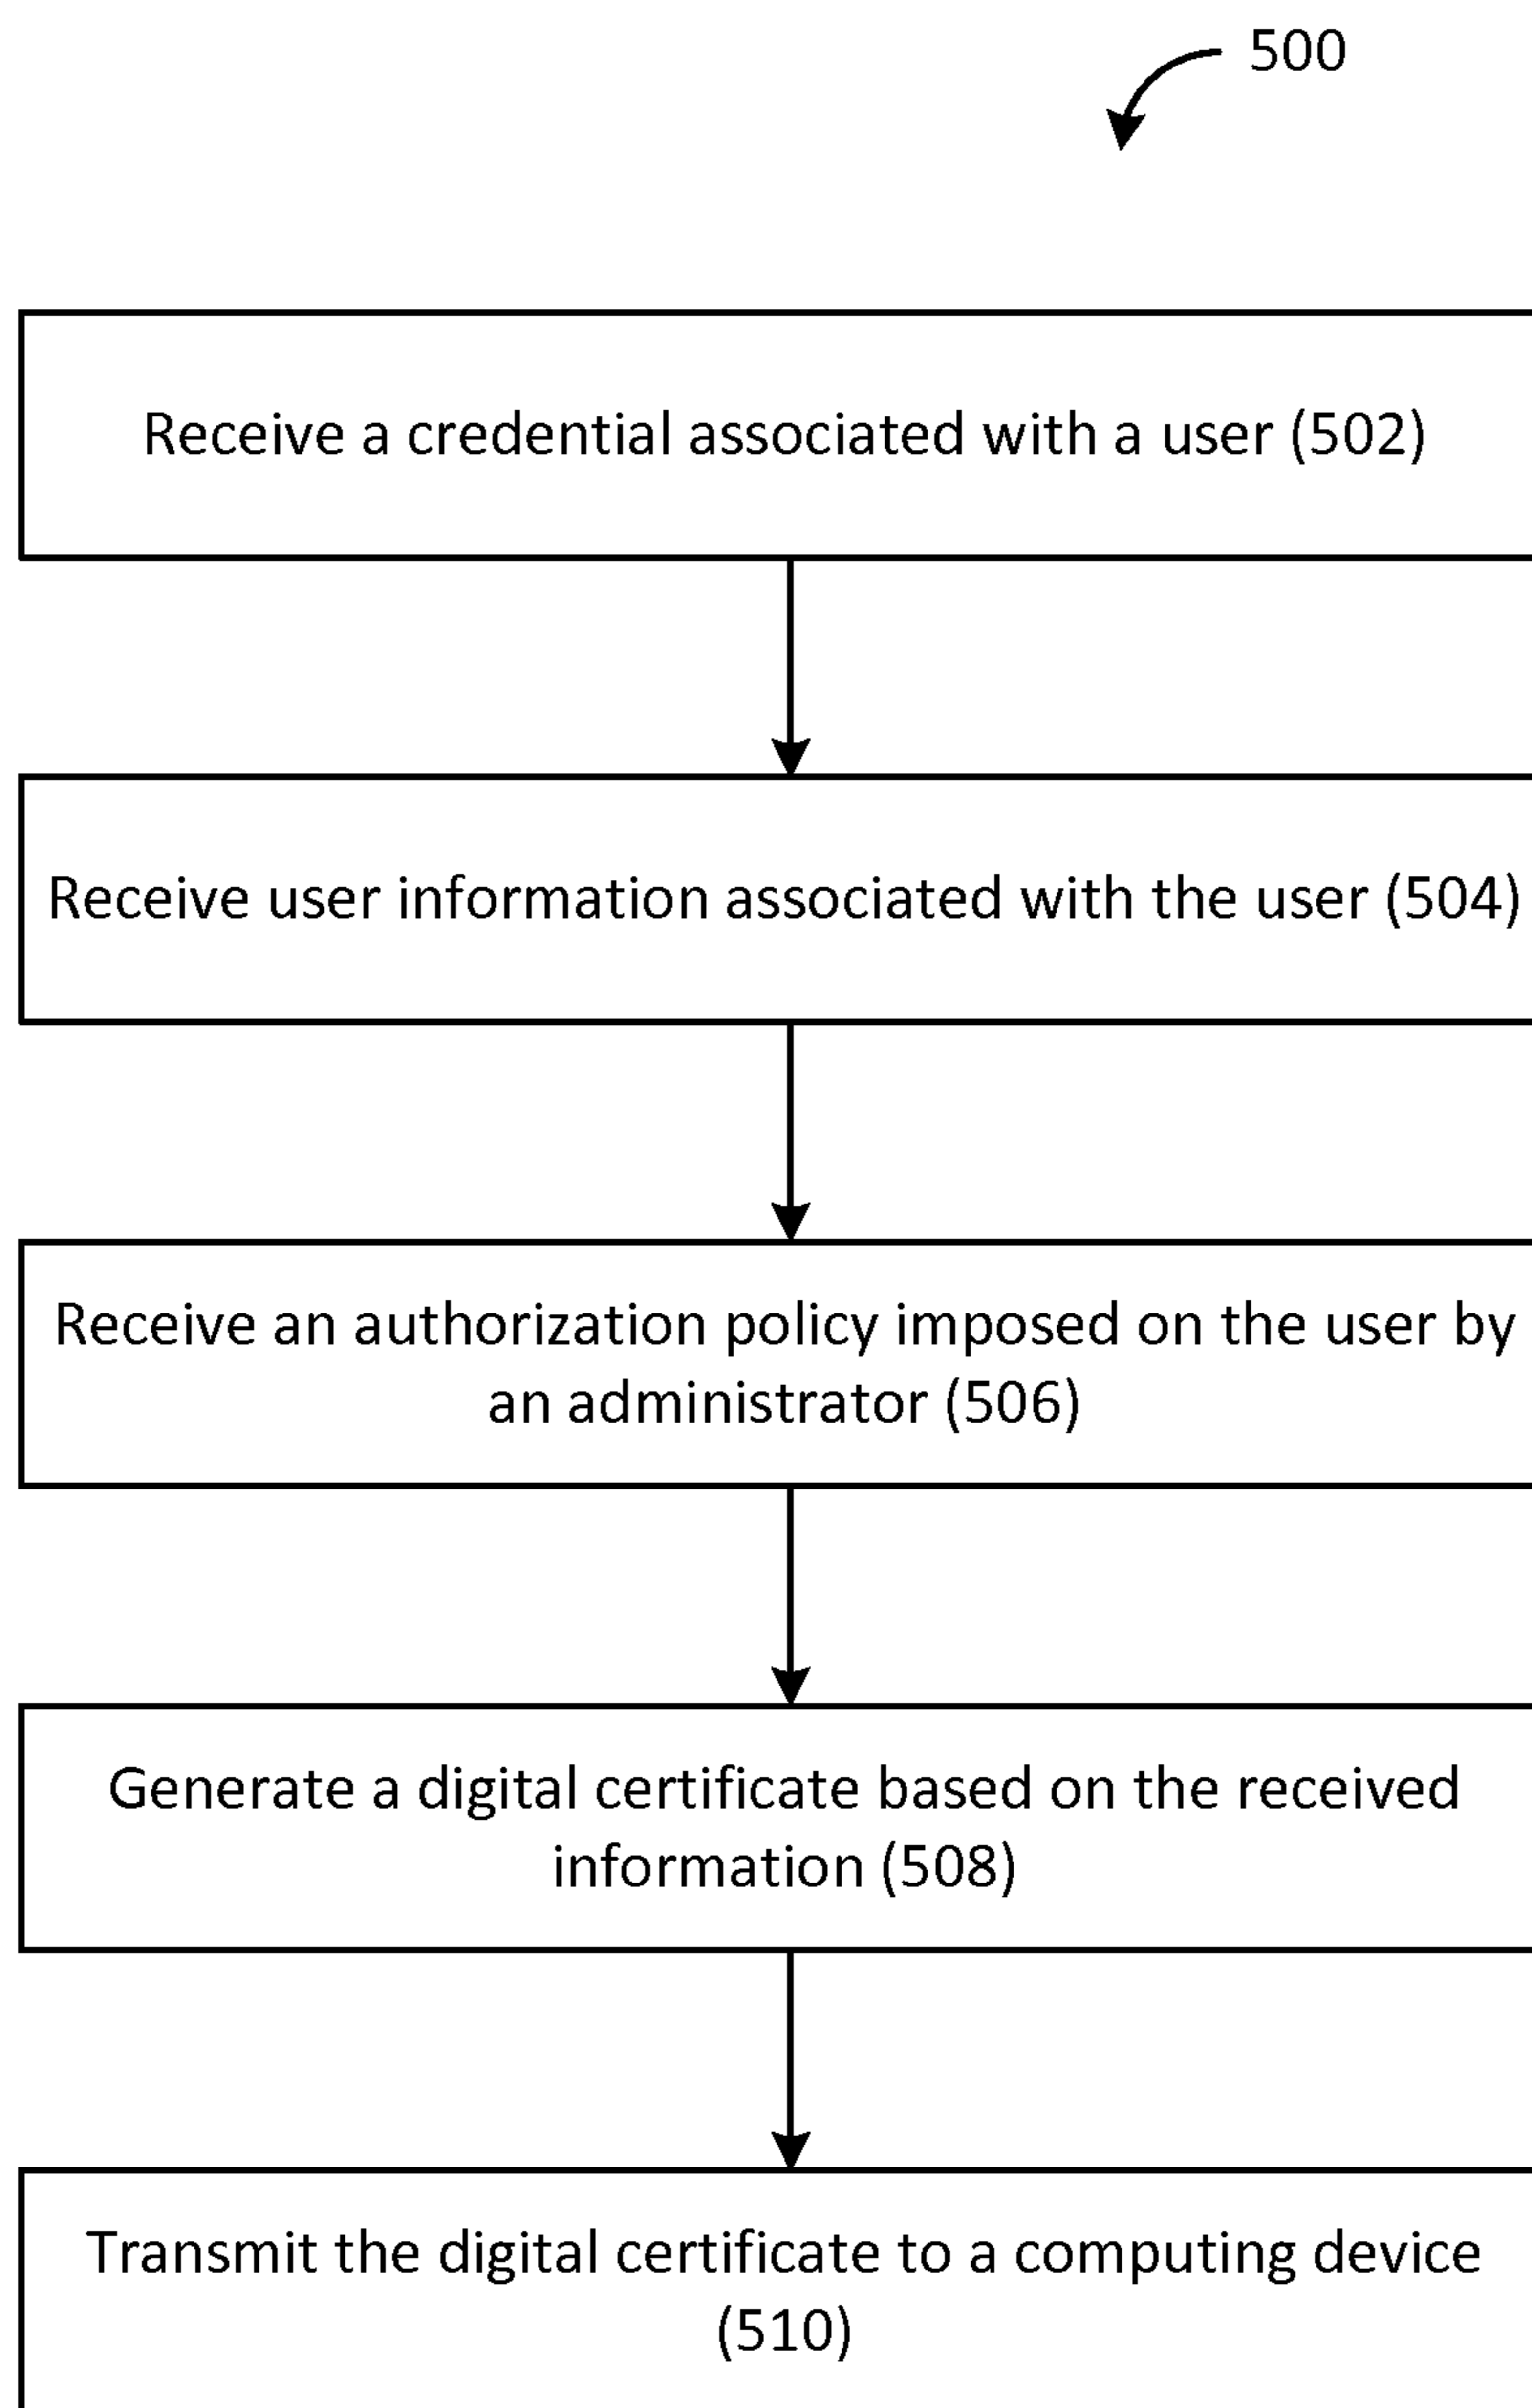 500
Receive a credential associated with a user (502)
Receive user information associated with the user (504)
Receive an authorization policy imposed on the user by
an administrator (506)
Generate a digital certificate based on the received
information (508)
Transmit the digital certificate to a computing device
(510)